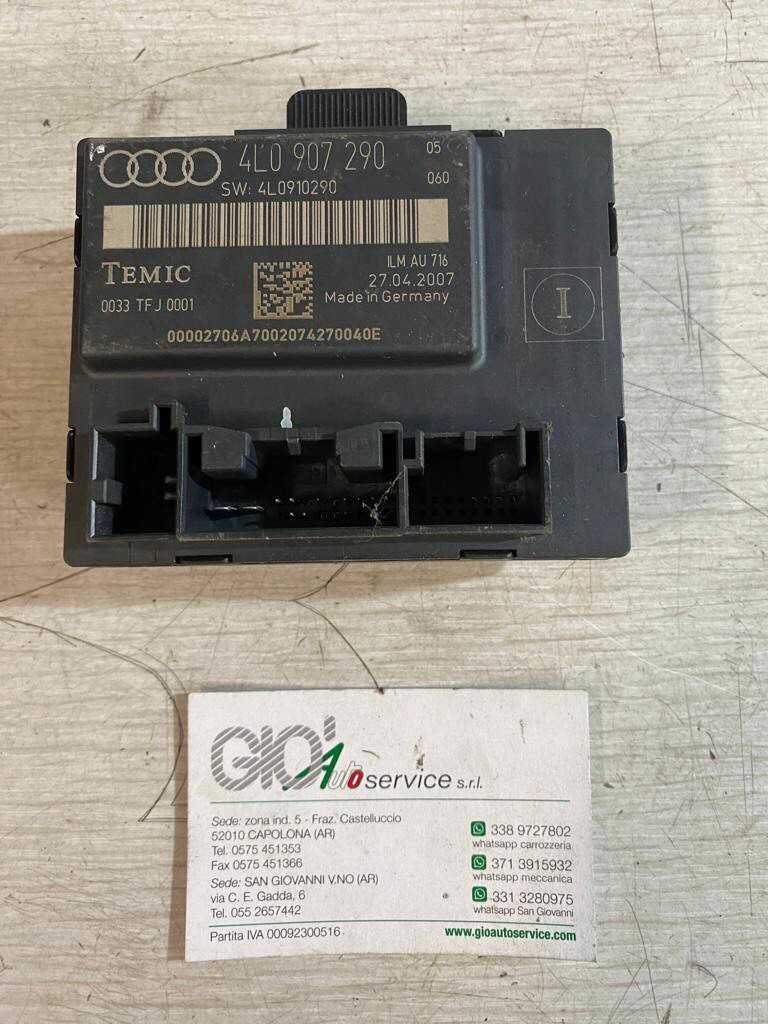 4L0 907 290 05
SW: 4L0910290 060
TEMIC
ILM AU 716
0033 TFJ 0001
27.04.2007
Made in Germany
00002706A7002074270040E
I
GIO' Autoservice s.r.l.
Sede: zona ind. 5 - Fraz. Castelluccio
52010 CAPOLONA (AR)
Tel. 0575 451353
Fax 0575 451366
Sede: SAN GIOVANNI V.NO (AR)
via C. E. Gadda, 6
Tel. 055 2657442
Partita IVA 00092300516
338 9727802
whatsapp carrozzeria
371 3915932
whatsapp meccanica
331 3280975
whatsapp San Giovanni
www.gioautoservice.com